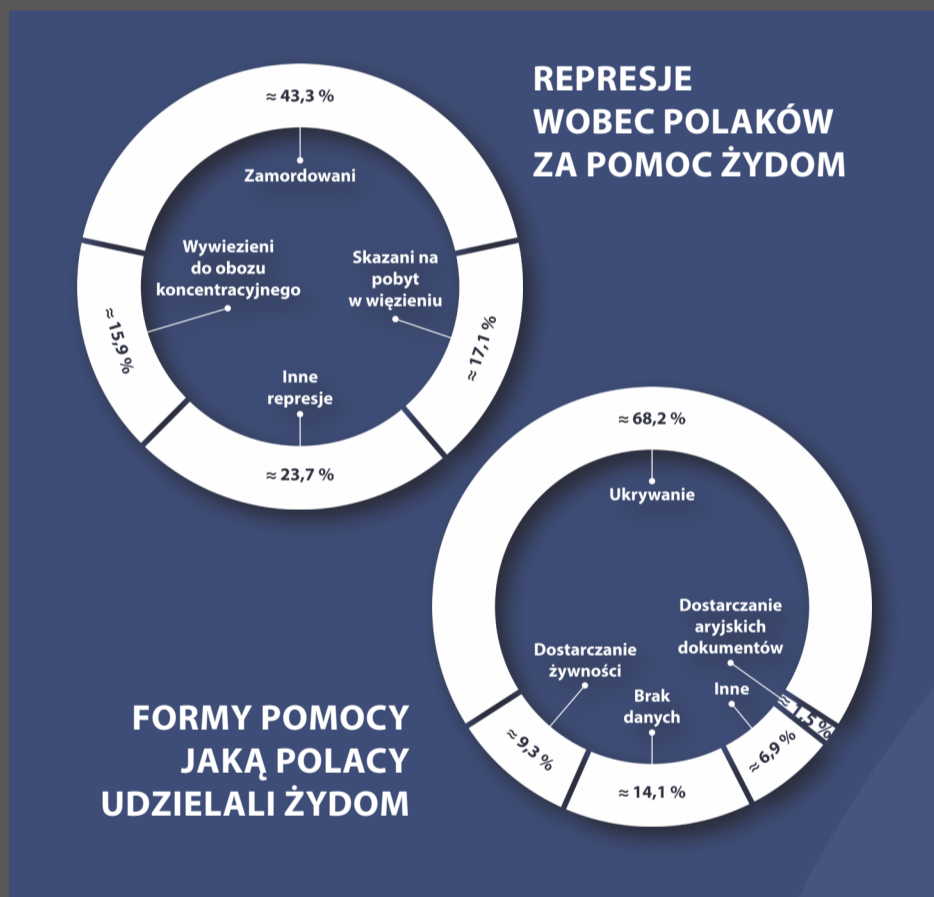 REPRESJE
WOBEC POLAKÓW
ZA POMOC ŻYDOM
≈ 43,3 %
Zamordowani
Wywiezieni
do obozu
koncentracyjnego
≈ 15,9 %
Skazani na
pobyt
w więzieniu
≈ 17,1 %
Inne
represje
≈ 23,7 %
≈ 68,2 %
Ukrywanie
Dostarczanie
aryjskich
dokumentów
≈ 1,5 %
Dostarczanie
żywności
≈ 9,3 %
Brak
danych
≈ 14,1 %
Inne
≈ 6,9 %
FORMY POMOCY
JAKĄ POLACY
UDZIELALI ŻYDOM